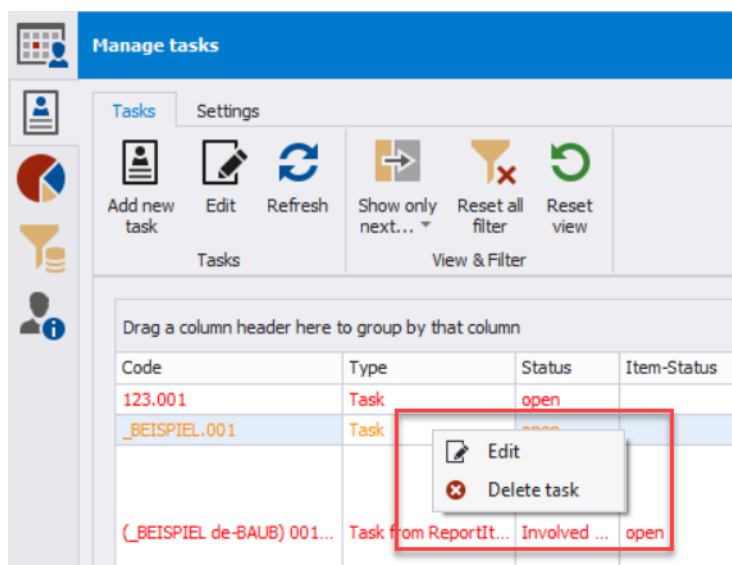 Manage tasks
Tasks Settings
Add new task Edit Refresh Show only next... Reset all filter Reset view
Tasks View & Filter
Drag a column header here to group by that column
Code Type Status Item-Status
123.001 Task open
_BEISPIEL.001 Task open
Edit
Delete task
(_BEISPIEL de-BAUB) 001... Task from ReportIt... Involved ... open